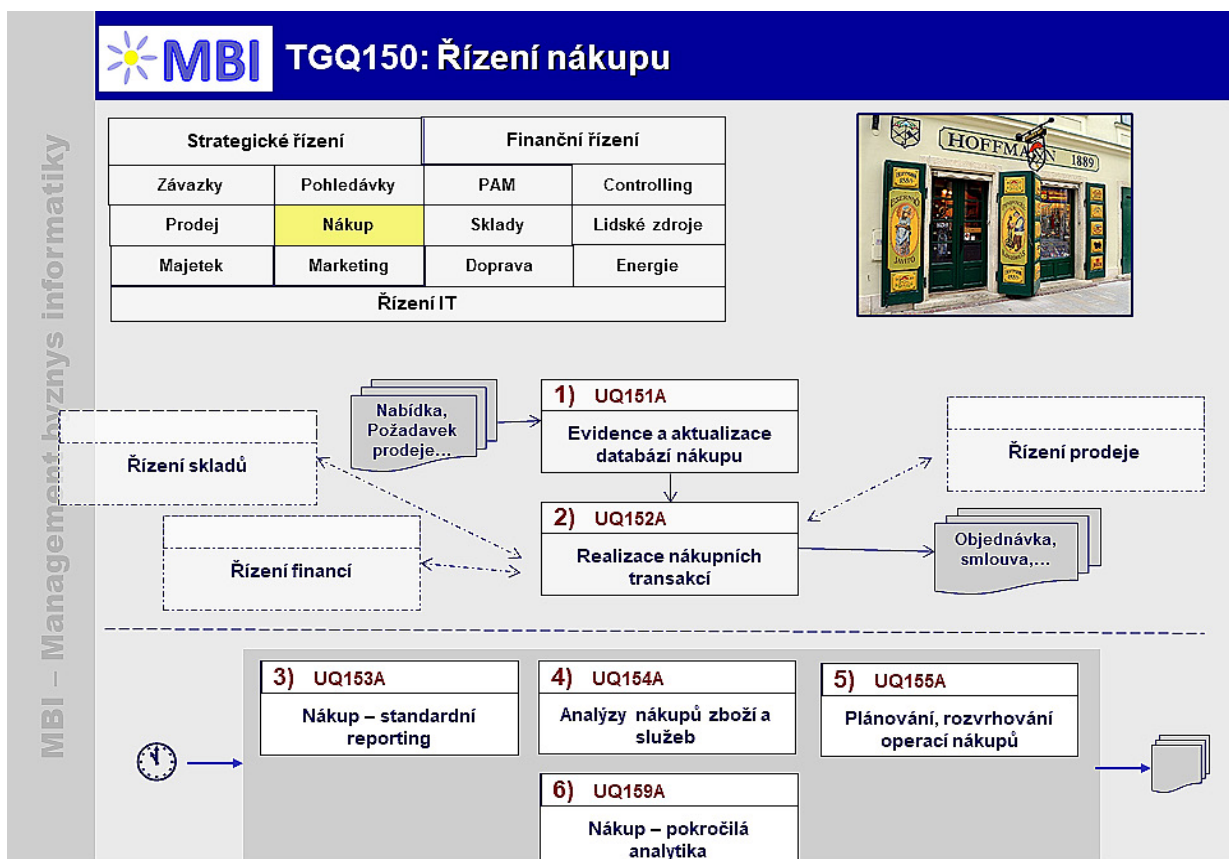 MBI
TGQ150: Řízení nákupu
MBI – Management byznys informatiky
Strategické řízení
Finanční řízení
Závazky
Pohledávky
PAM
Controlling
Prodej
Nákup
Sklady
Lidské zdroje
Majetek
Marketing
Doprava
Energie
Řízení IT
HOFFMANN 1889
JAVÍTÓ
Nabídka,
Požadavek
prodeje…
1) UQ151A
Evidence a aktualizace
databází nákupu
Řízení skladů
Řízení prodeje
2) UQ152A
Realizace nákupních
transakcí
Řízení financí
Objednávka,
smlouva,…
3) UQ153A
Nákup – standardní
reporting
4) UQ154A
Analýzy nákupů zboží a
služeb
5) UQ155A
Plánování, rozvrhování
operací nákupů
6) UQ159A
Nákup – pokročilá
analytika